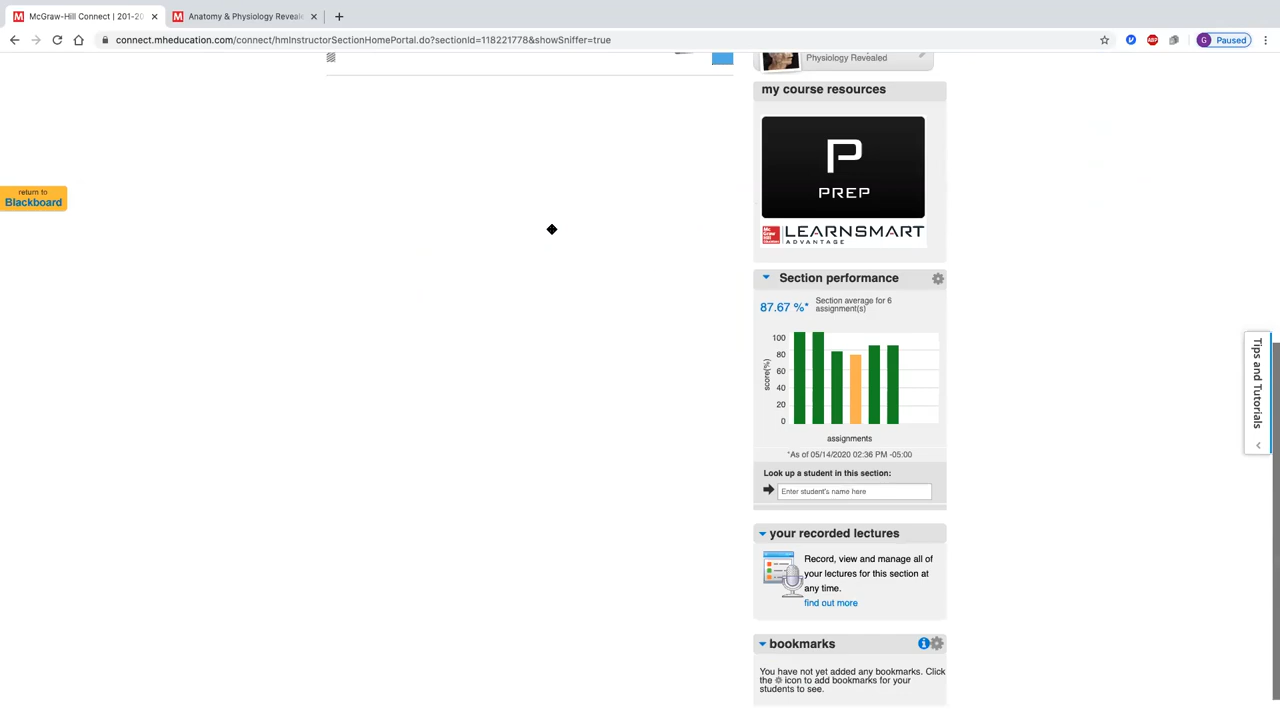 McGraw-Hill Connect | 201-20
Anatomy & Physiology Reveale
connect.mheducation.com/connect/hmInstructorSectionHomePortal.do?sectionId=118221778&showSniffer=true
ABP
G Paused
Physiology Revealed
my course resources
P
PREP
return to
Blackboard
Mc
Graw
Hill
Education
LEARNSMART
ADVANTAGE
Section performance
87.67 %*
Section average for 6
assignment(s)
100
80
60
40
20
0
score(%)
assignments
*As of 05/14/2020 02:36 PM -05:00
Tips and Tutorials
Look up a student in this section:
Enter student's name here
your recorded lectures
Record, view and manage all of
your lectures for this section at
any time.
find out more
bookmarks
You have not yet added any bookmarks. Click
the icon to add bookmarks for your
students to see.